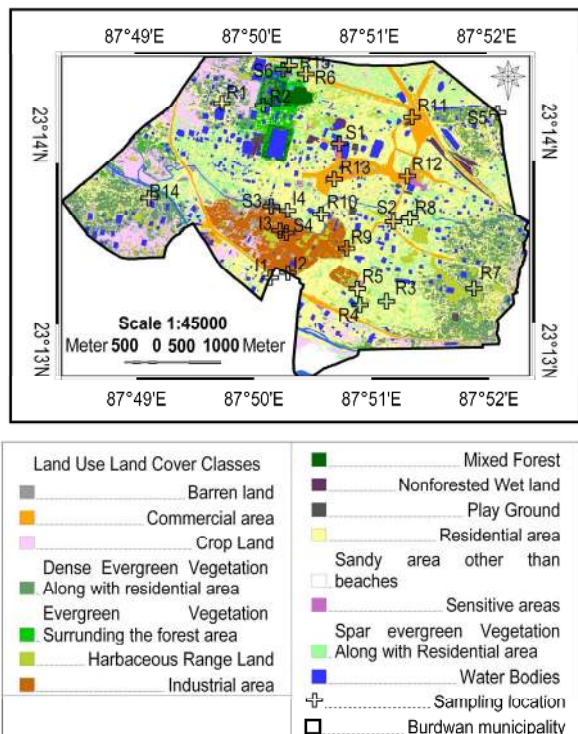 87°49'E 87°50'E 87°51'E 87°52'E
23°14'N
23°13'N
23°14'N
23°13'N
S6
R6
R1
R2
R11
S5
S1
R13
R12
R14
S3
I4
R10
S2
R8
I3
S4
R9
I1
I2
R5
R3
R7
R4
Scale 1:45000
Meter 500 0 500 1000 Meter
87°49'E 87°50'E 87°51'E 87°52'E
Land Use Land Cover Classes
Barren land
Commercial area
Crop Land
Dense Evergreen Vegetation
Along with residential area
Evergreen Vegetation
Surrunding the forest area
Harbaceous Range Land
Industrial area
Mixed Forest
Nonforested Wet land
Play Ground
Residential area
Sandy area other than
beaches
Sensitive areas
Spar evergreen Vegetation
Along with Residential area
Water Bodies
Sampling location
Burdwan municipality